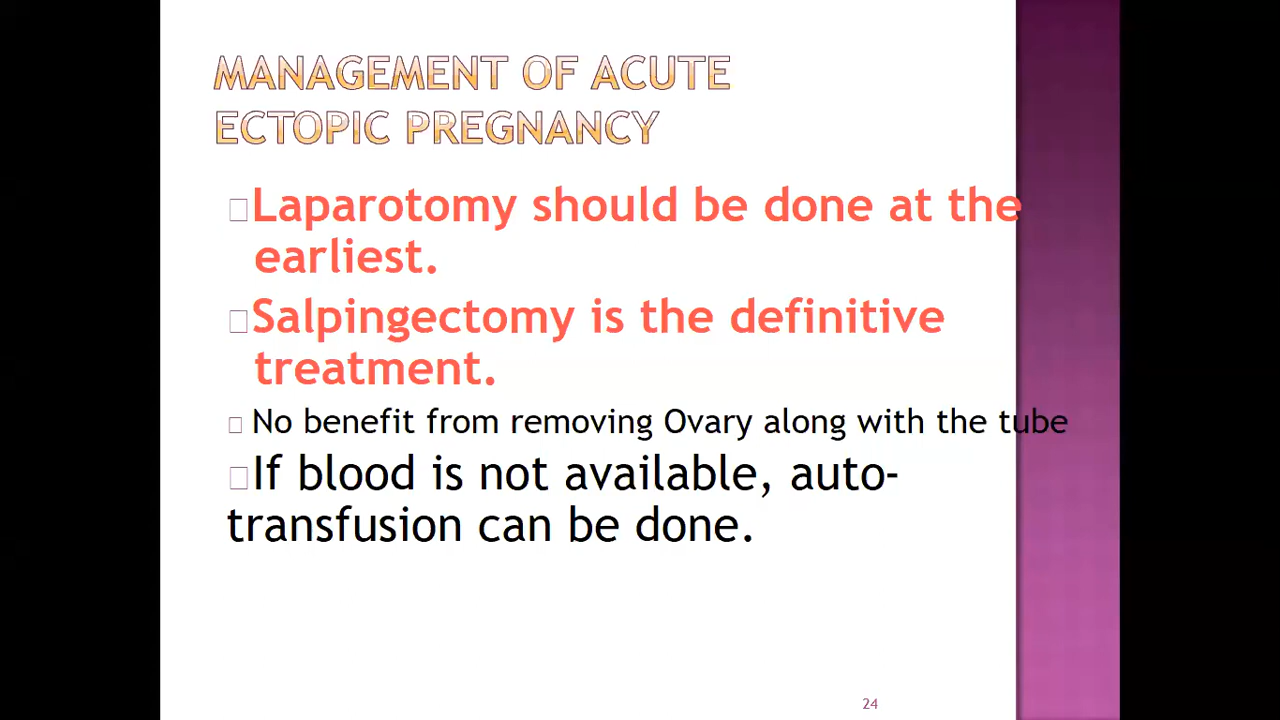 MANAGEMENT OF ACUTE
ECTOPIC PREGNANCY
Laparotomy should be done at the
earliest.
Salpingectomy is the definitive
treatment.
No benefit from removing Ovary along with the tube
If blood is not available, auto-
transfusion can be done.
24